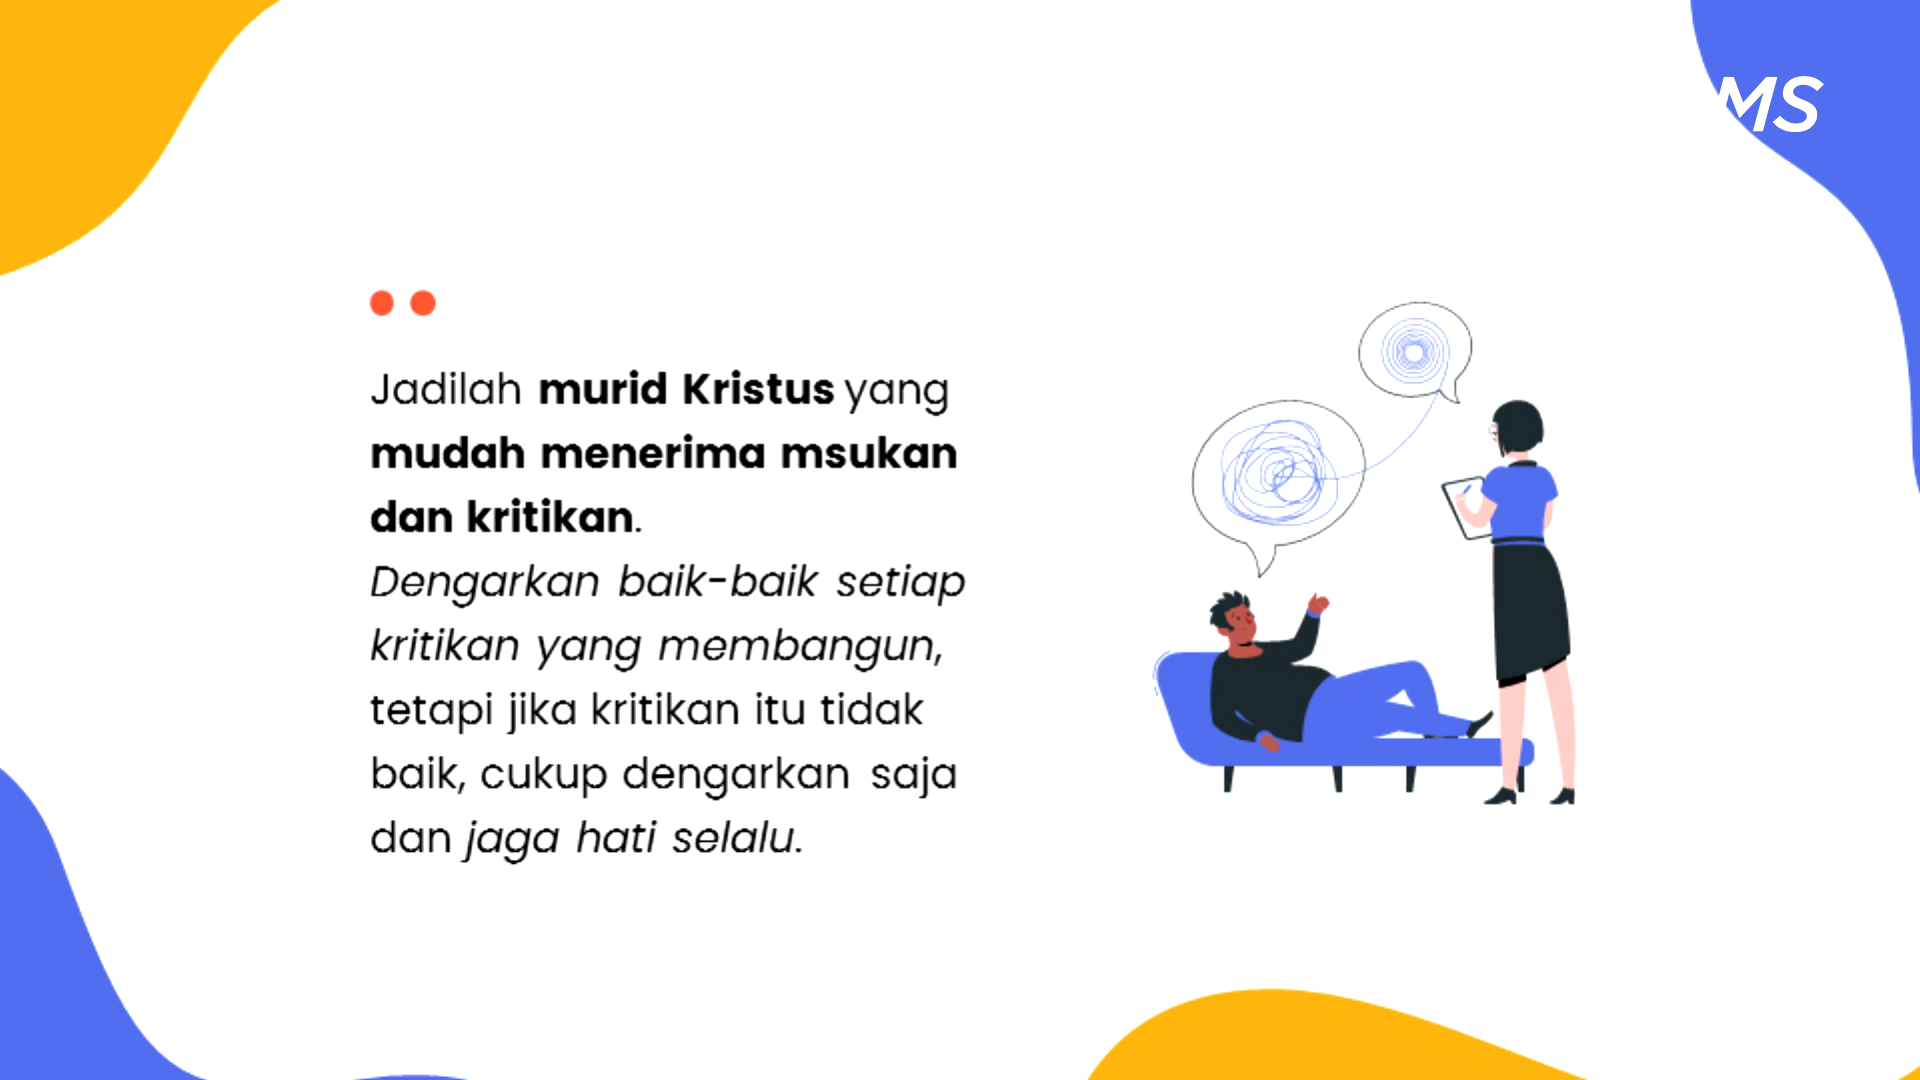 MS
Jadilah murid Kristus yang
mudah menerima msukan
dan kritikan.
Dengarkan baik-baik setiap
kritikan yang membangun,
tetapi jika kritikan itu tidak
baik, cukup dengarkan saja
dan jaga hati selalu.